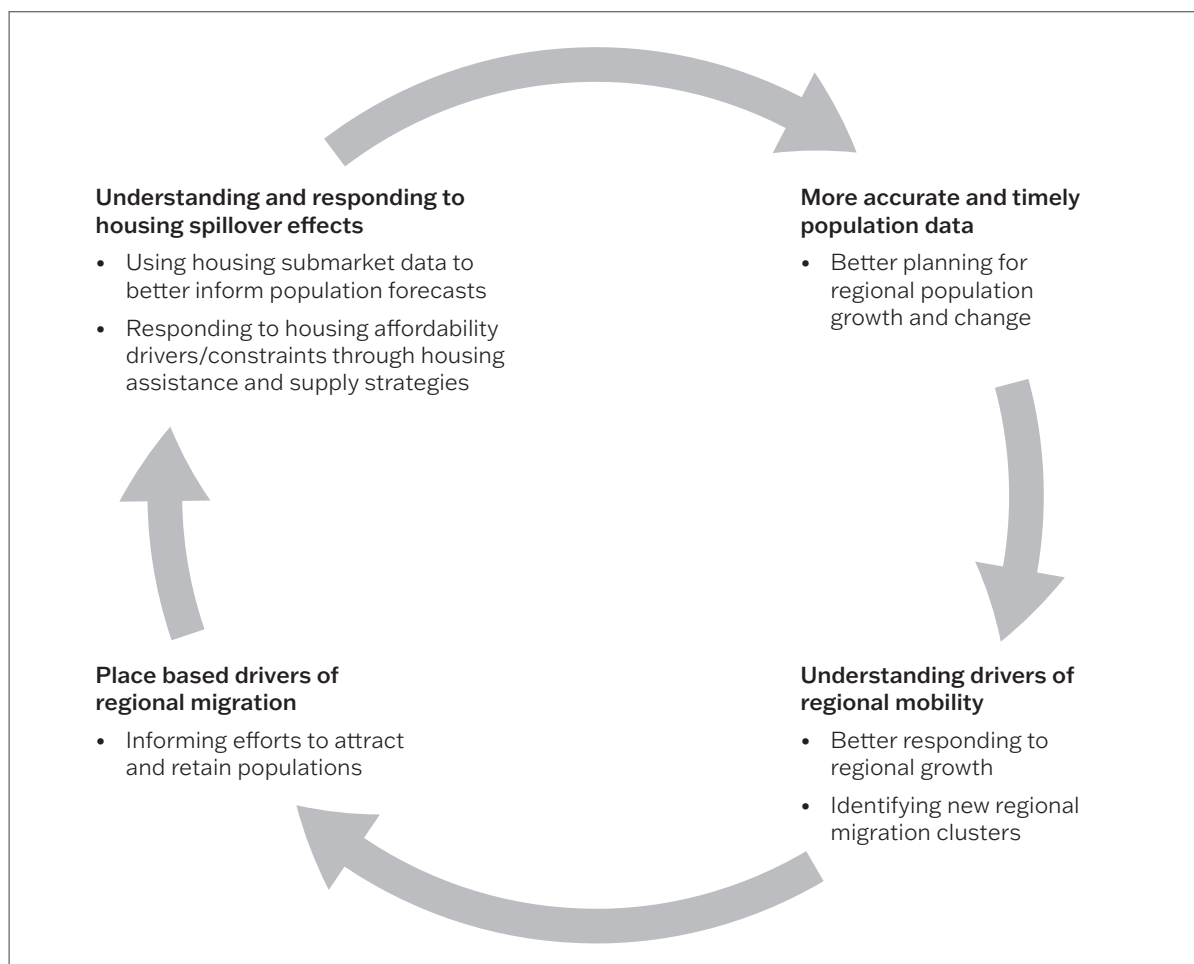 Understanding and responding to
housing spillover effects
• Using housing submarket data to
better inform population forecasts
• Responding to housing affordability
drivers/constraints through housing
assistance and supply strategies
More accurate and timely
population data
• Better planning for
regional population
growth and change
Place based drivers of
regional migration
• Informing efforts to attract
and retain populations
Understanding drivers of
regional mobility
• Better responding to
regional growth
• Identifying new regional
migration clusters